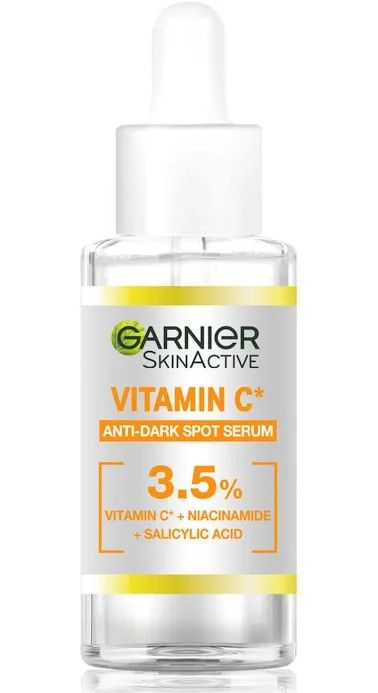 GARNIER
SKINACTIVE
VITAMIN C*
ANTI-DARK SPOT SERUM
3.5%
VITAMIN C* + NIACINAMIDE
+ SALICYLIC ACID